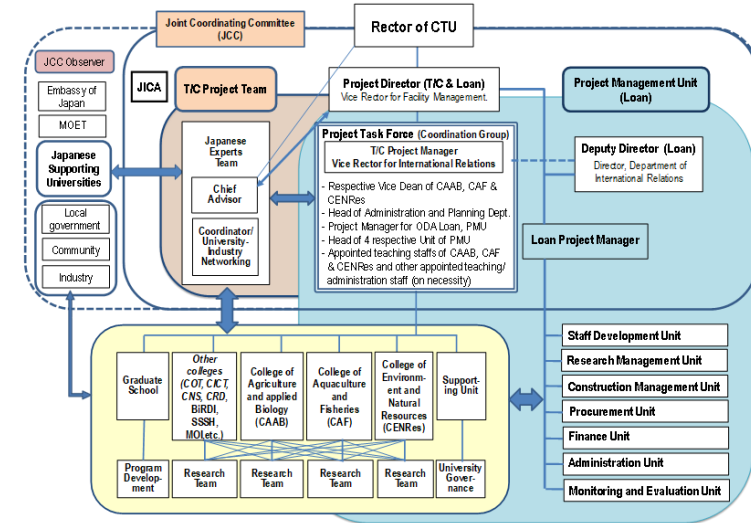 Joint Coordinating Committee
(JCC)
Rector of CTU
JCC Observer
Embassy of
Japan
MOET
Japanese
Supporting
Universities
Local
government
Community
Industry
JICA
T/C Project Team
Project Director (T/C & Loan)
Vice Rector for Facility Management.
Project Management Unit
(Loan)
Japanese
Experts
Team
Chief
Advisor
Coordinator/
University-
Industry
Networking
Project Task Force (Coordination Group)
T/C Project Manager
Vice Rector for International Relations
- Respective Vice Dean of CAAB, CAF &
CENRes
- Head of Administration and Planning Dept.
- Project Manager for ODA Loan, PMU
- Head of 4 respective Unit of PMU
- Appointed teaching staffs of CAAB, CAF
& CENRes and other appointed teaching/
administration staff (on necessity)
Deputy Director (Loan)
Director, Department of
International Relations
Loan Project Manager
Graduate
School
Other
colleges
(COT, CICT,
CNS, CRD,
BiRDI,
SSSH,
MOI,etc.)
College of
Agriculture
and applied
Biology
(CAAB)
College of
Aquaculture
and
Fisheries
(CAF)
College of
Environm-
ent and
Natural
Resources
(CENRes)
Supporti-
ng Unit
Program
Develop-
ment
Research
Team
Research
Team
Research
Team
Research
Team
University
Gover-
nance
Staff Development Unit
Research Management Unit
Construction Management Unit
Procurement Unit
Finance Unit
Administration Unit
Monitoring and Evaluation Unit